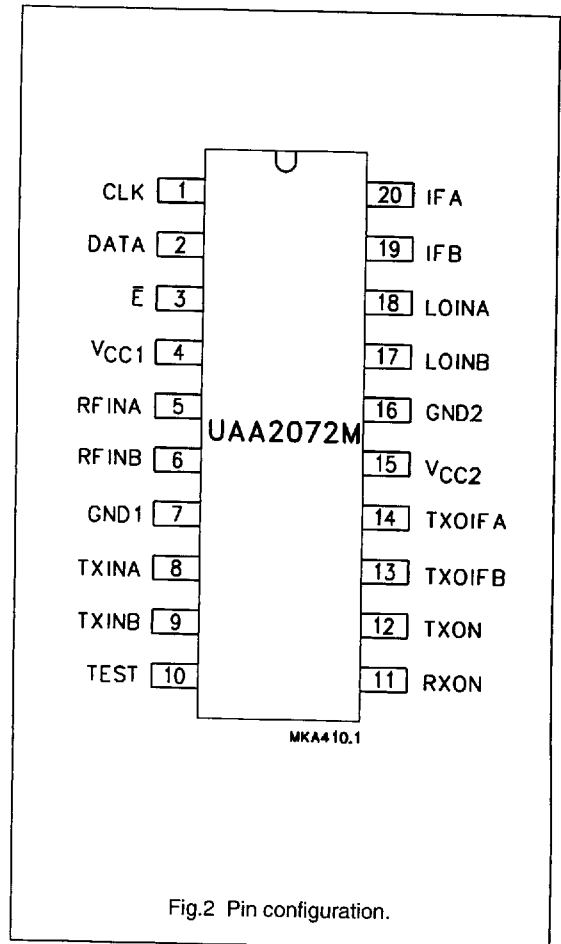 CLK 1
DATA 2
E̅ 3
VCC1 4
RFINA 5
RFINB 6
GND1 7
TXINA 8
TXINB 9
TEST 10
UAA2072M
20 IFA
19 IFB
18 LOINA
17 LOINB
16 GND2
15 VCC2
14 TXOIFA
13 TXOIFB
12 TXON
11 RXON
MKA410.1
Fig.2 Pin configuration.